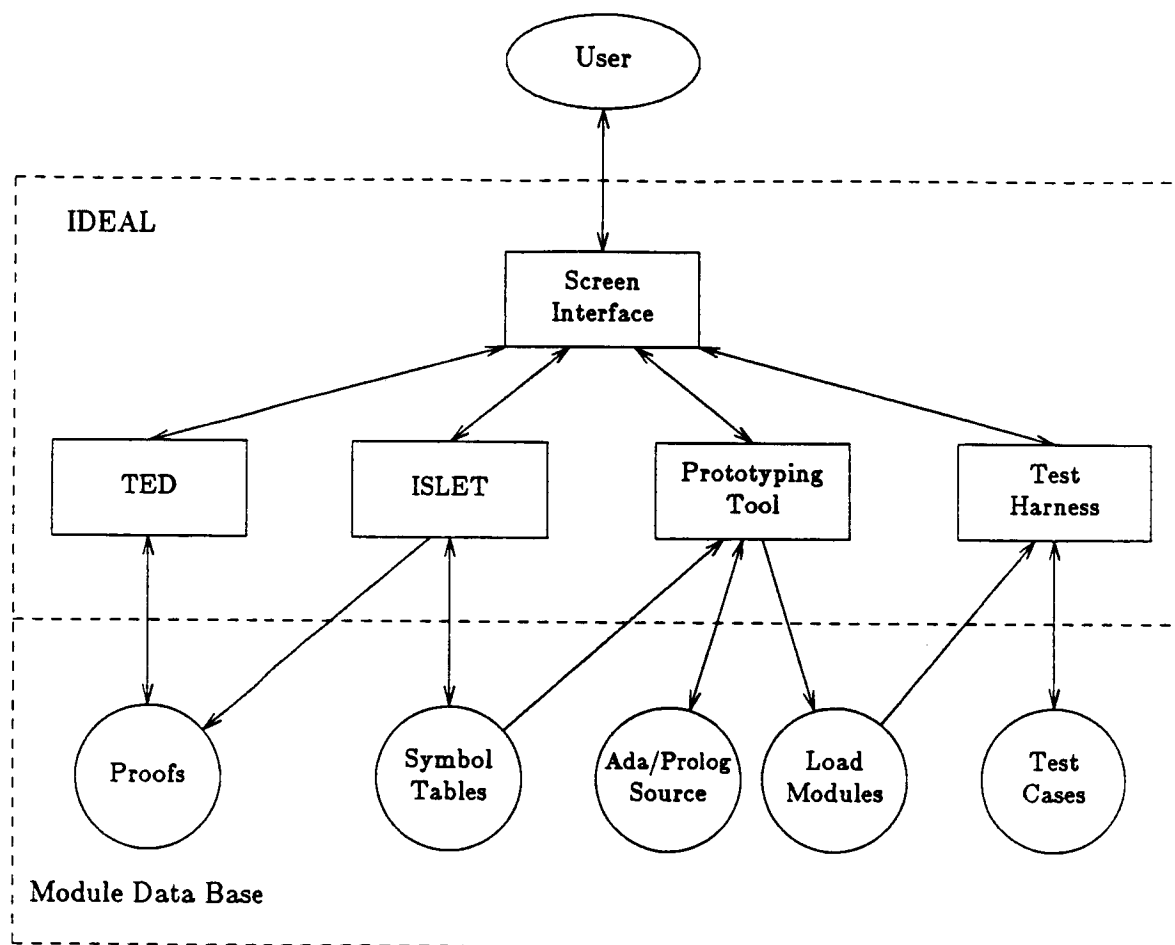 User
IDEAL
Screen
Interface
TED
ISLET
Prototyping
Tool
Test
Harness
Proofs
Symbol
Tables
Ada/Prolog
Source
Load
Modules
Test
Cases
Module Data Base